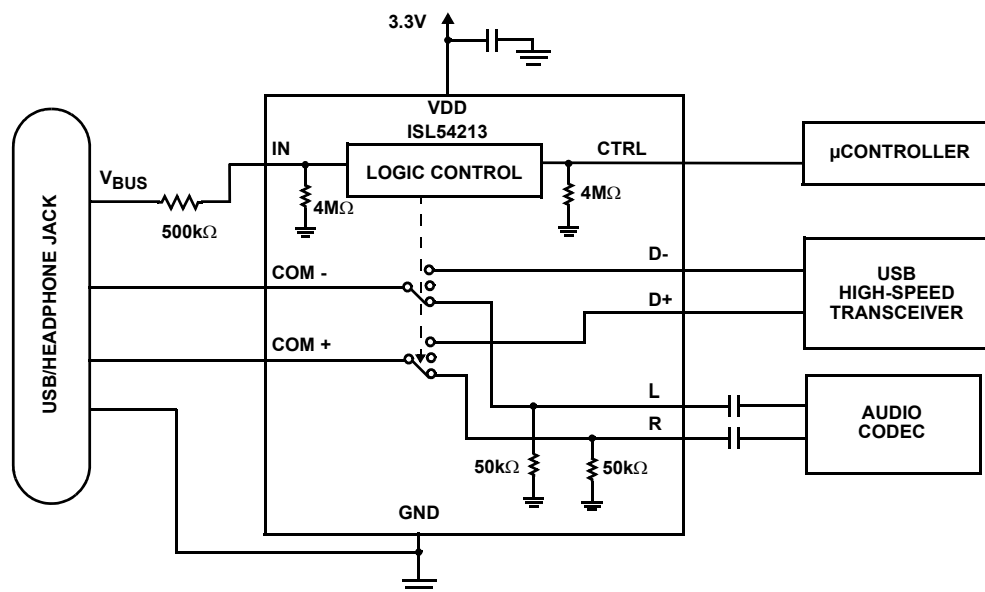 3.3V
VDD
ISL54213
IN
LOGIC CONTROL
CTRL
µCONTROLLER
VBUS
500kΩ
4MΩ
4MΩ
USB/HEADPHONE JACK
COM -
COM +
D-
D+
USB
HIGH-SPEED
TRANSCEIVER
L
R
AUDIO
CODEC
50kΩ
50kΩ
GND